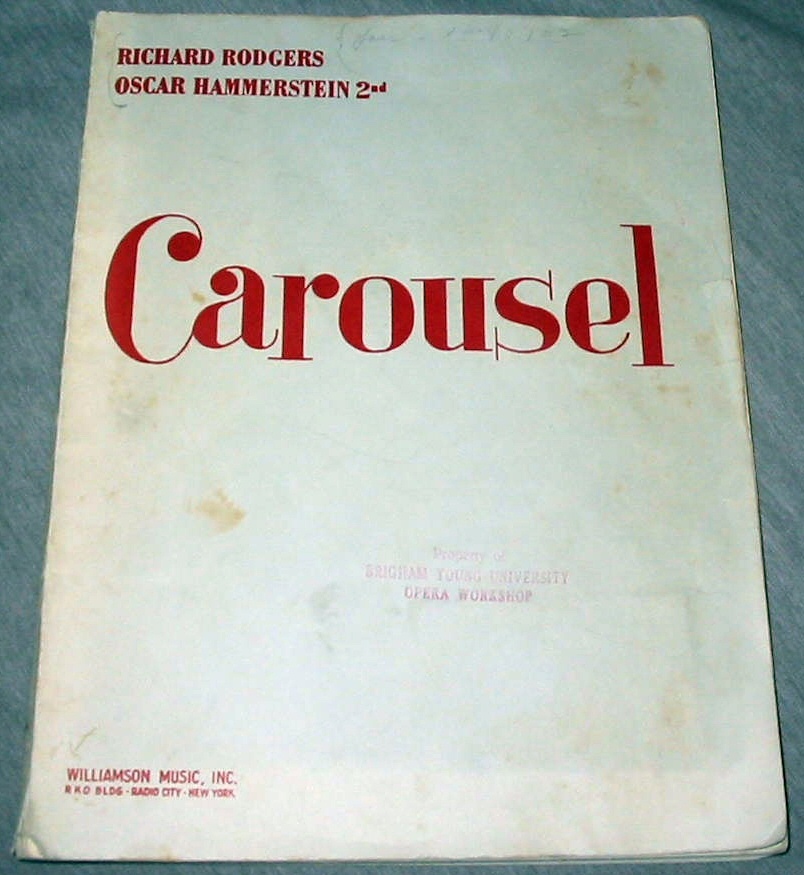 RICHARD RODGERS
OSCAR HAMMERSTEIN 2nd
Carousel
Property of
BRIGHAM YOUNG UNIVERSITY
OPERA WORKSHOP
WILLIAMSON MUSIC, INC.
RKO BLDG - RADIO CITY - NEW YORK